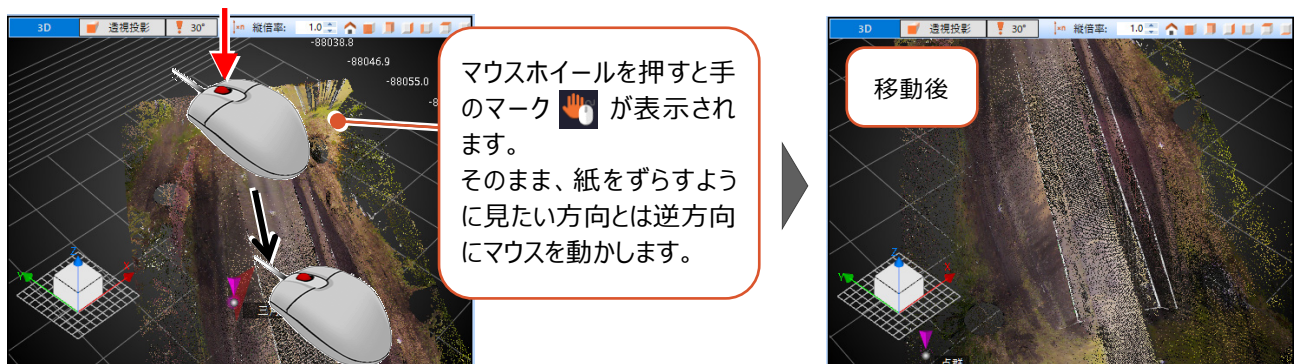 3D 透視投影 30° 縦倍率: 1.0
-88038.8
-88046.9
-88055.0
マウスホイールを押すと手
のマーク が表示され
ます。
そのまま、紙をずらすよう
に見たい方向とは逆方向
にマウスを動かします。
3D 透視投影 30° 縦倍率: 1.0
移動後
Z
Y
X
Z
Y
X
点群